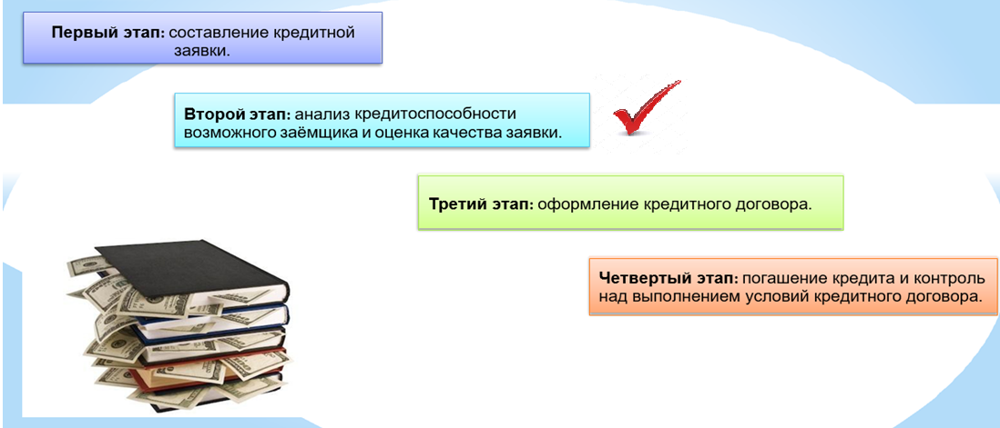 Первый этап: составление кредитной
заявки.
Второй этап: анализ кредитоспособности
возможного заёмщика и оценка качества заявки.
Третий этап: оформление кредитного договора.
Четвертый этап: погашение кредита и контроль
над выполнением условий кредитного договора.